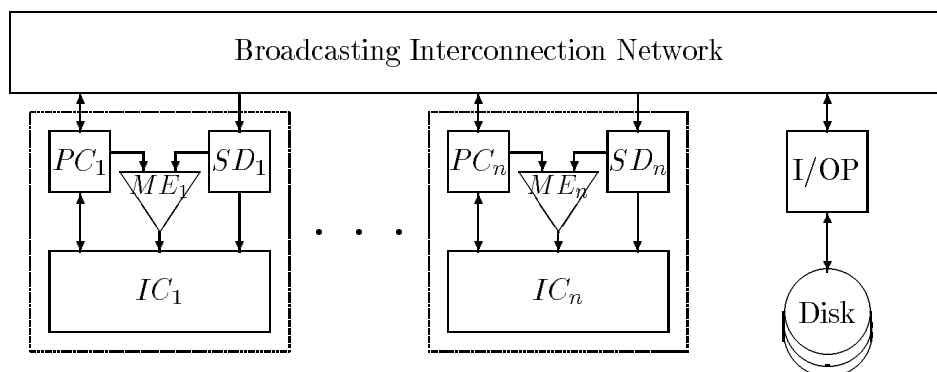 Broadcasting Interconnection Network
PC₁ ME₁ SD₁ PCₙ MEₙ SDₙ I/OP
IC₁ ICₙ Disk